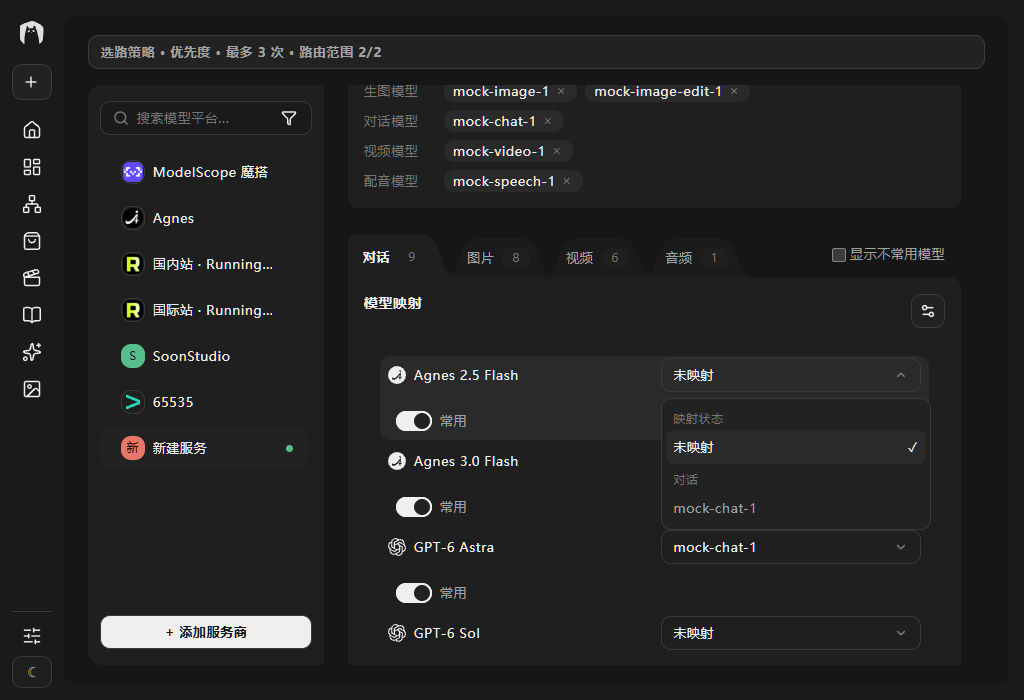 选路策略 • 优先度 • 最多 3 次 • 路由范围 2/2
搜索模型平台...
ModelScope 魔搭
Agnes
国内站 · Running...
国际站 · Running...
S SoonStudio
65535
新 新建服务
+ 添加服务商
生图模型 mock-image-1 × mock-image-edit-1 ×
对话模型 mock-chat-1 ×
视频模型 mock-video-1 ×
配音模型 mock-speech-1 ×
对话 9 图片 8 视频 6 音频 1 显示不常用模型
模型映射
Agnes 2.5 Flash 未映射
常用
映射状态
未映射
对话
mock-chat-1
Agnes 3.0 Flash
常用
GPT-6 Astra mock-chat-1
常用
GPT-6 Sol 未映射